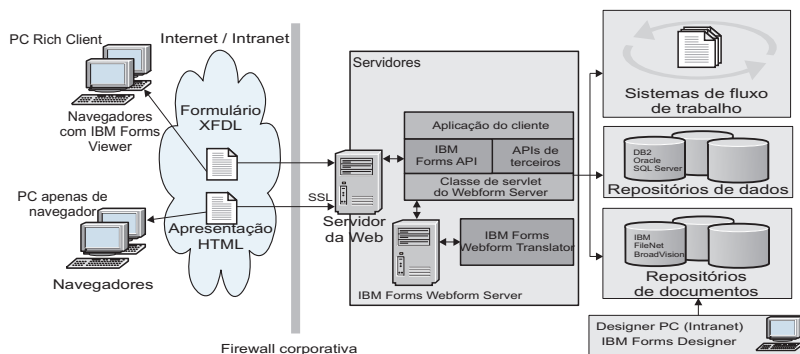 PC Rich Client
Navegadores
com IBM Forms
Viewer
PC apenas de
navegador
Navegadores
Internet / Intranet
Formulário
XFDL
Apresentação
HTML
Firewall corporativa
SSL
Servidores
Servidor
da Web
Aplicação do cliente
IBM
Forms API
APIs de
terceiros
Classe de servlet
do Webform Server
IBM Forms
Webform Translator
IBM Forms Webform Server
Sistemas de fluxo
de trabalho
DB2
Oracle
SQL Server
Repositórios de dados
IBM
FileNet
BroadVision
Repositórios
de documentos
Designer PC (Intranet)
IBM Forms Designer